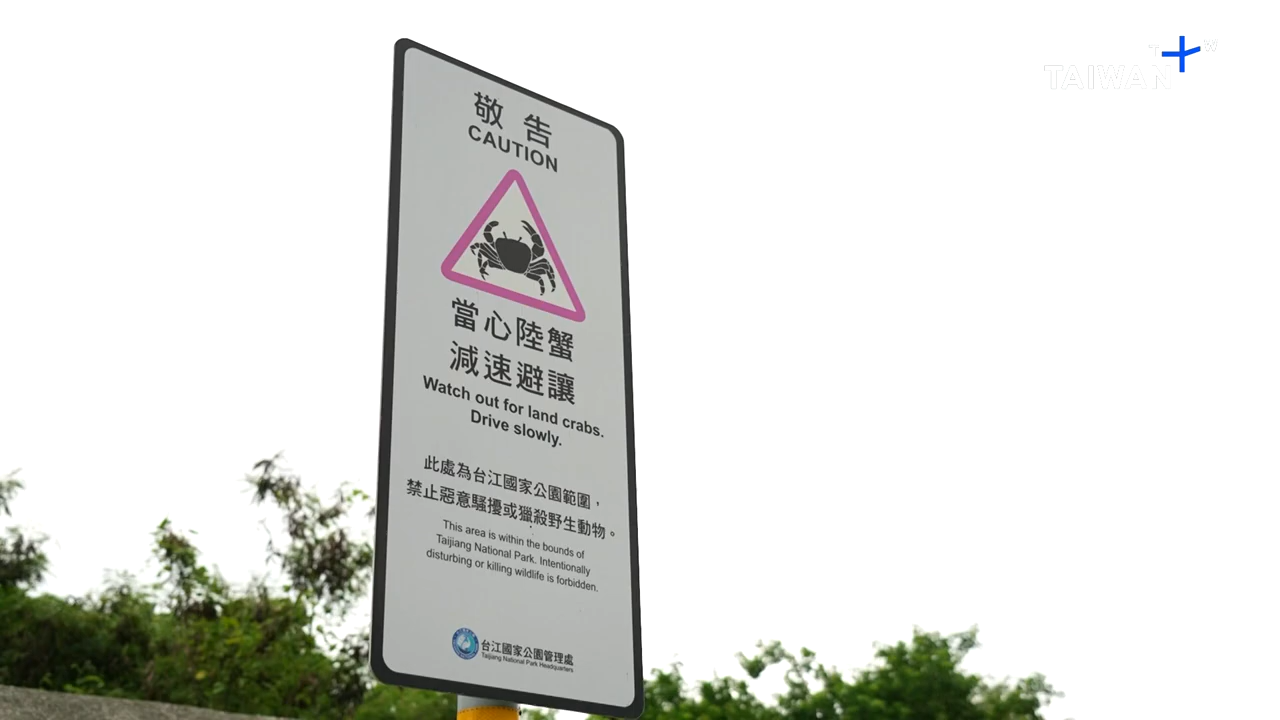 TAIWAN
敬告
CAUTION
當心陸蟹
減速避讓
Watch out for land crabs.
Drive slowly.
此處為台江國家公園範圍，
禁止惡意騷擾或獵殺野生動物。
This area is within the bounds of
Taijiang National Park. Intentionally
disturbing or killing wildlife is forbidden.
台江國家公園管理處
Taijiang National Park Headquarters